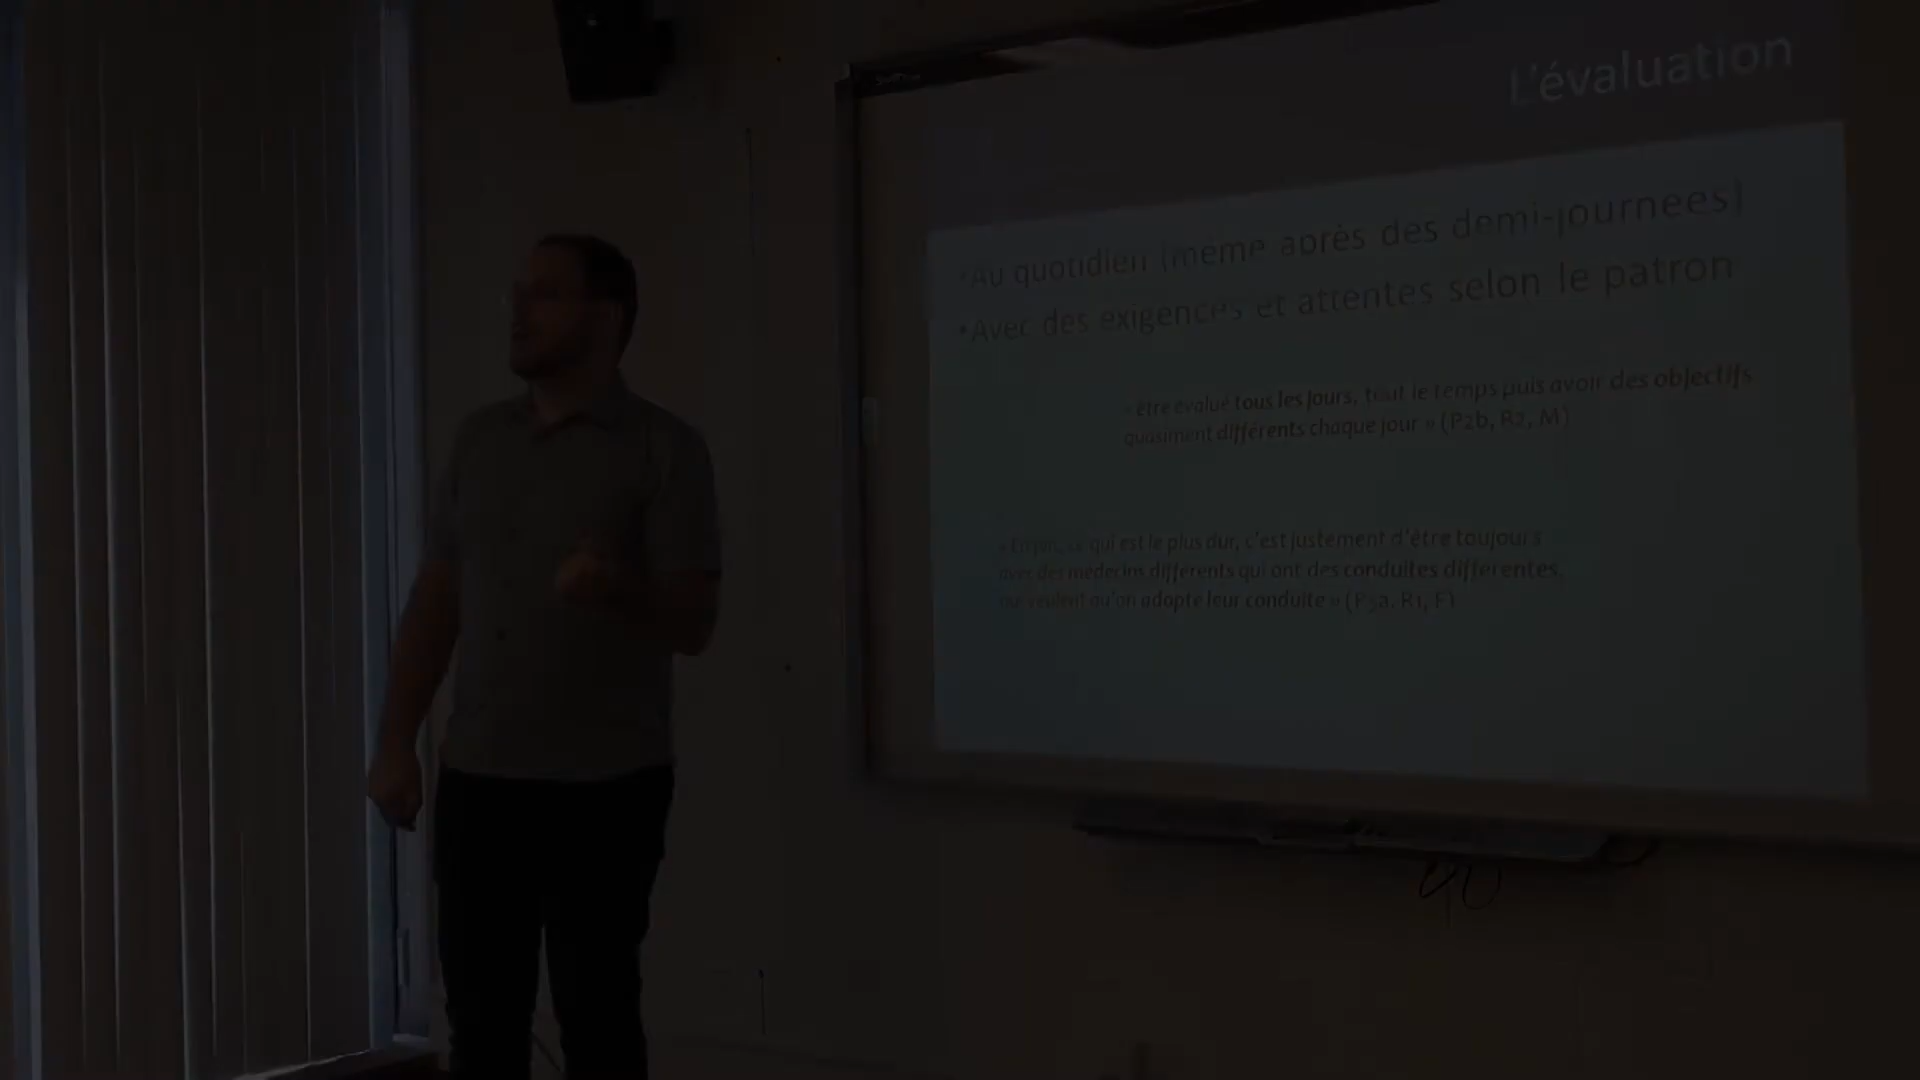 L'évaluation
•Au quotidien (même après des demi-journées)
•Avec des exigences et attentes selon le patron
« être évalué tous les jours, tout le temps puis avoir des objectifs
quasiment différents chaque jour » (P2b, R2, M)
qui est le plus dur, c'est justement d'être toujours
avec des médecins différents qui ont des conduites différentes,
qui veulent qu'on adopte leur conduite » (P3a, R1, F)